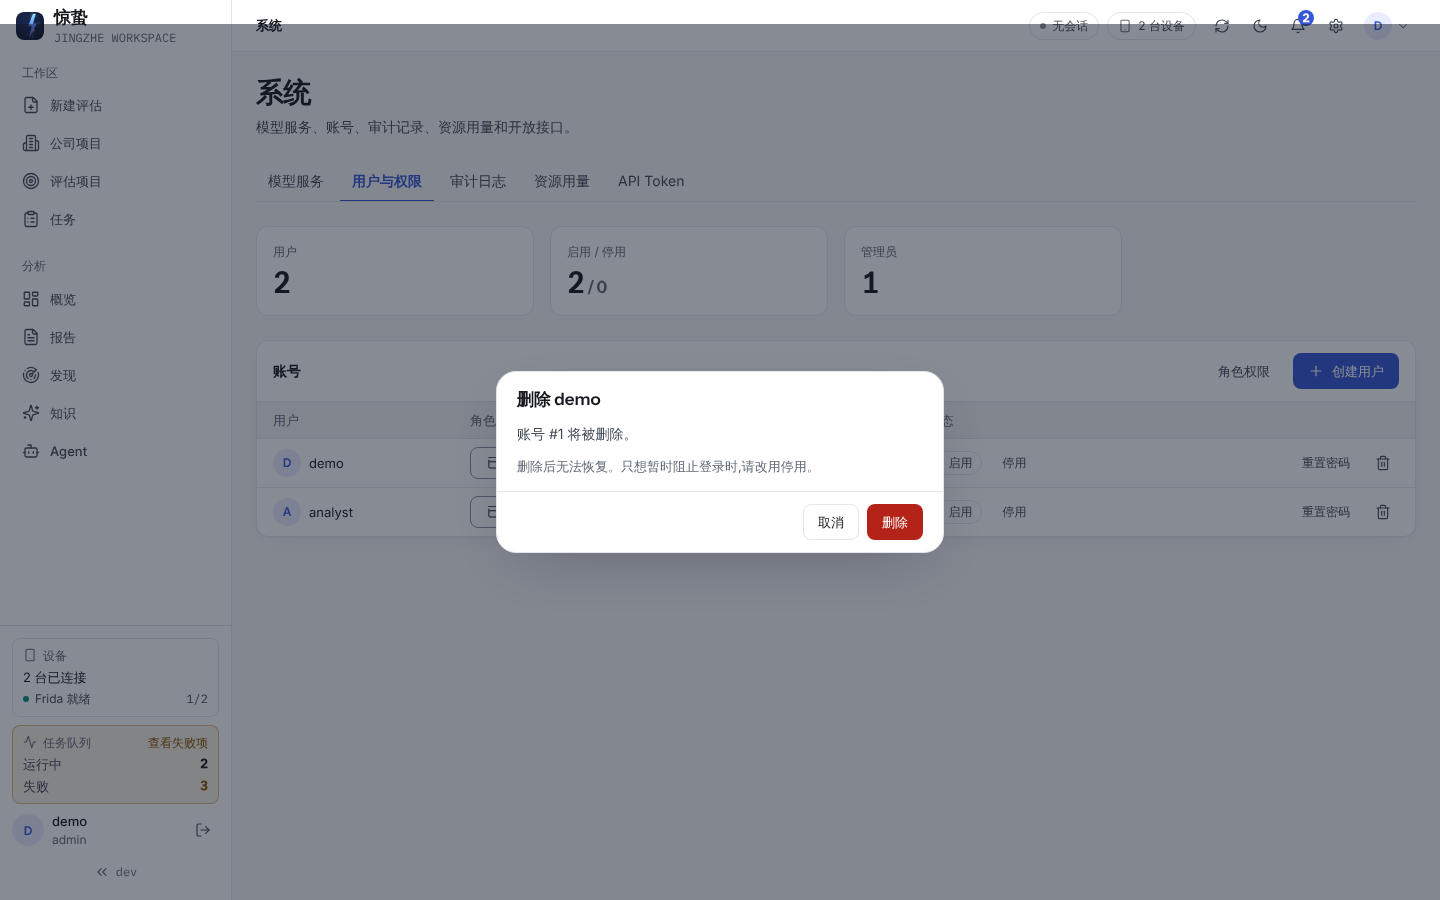 惊蛰
JINGZHE WORKSPACE
系统
无会话
2 台设备
2
D
工作区
新建评估
公司项目
评估项目
任务
分析
概览
报告
发现
知识
Agent
系统
模型服务、账号、审计记录、资源用量和开放接口。
模型服务
用户与权限
审计日志
资源用量
API Token
用户
2
启用 / 停用
2 / 0
管理员
1
账号
角色权限
创建用户
用户
角色
态
D
demo
启用
停用
重置密码
A
analyst
启用
停用
重置密码
删除 demo
账号 #1 将被删除。
删除后无法恢复。只想暂时阻止登录时,请改用停用。
取消
删除
设备
2 台已连接
Frida 就绪
1/2
任务队列
查看失败项
运行中
2
失败
3
D
demo
admin
dev